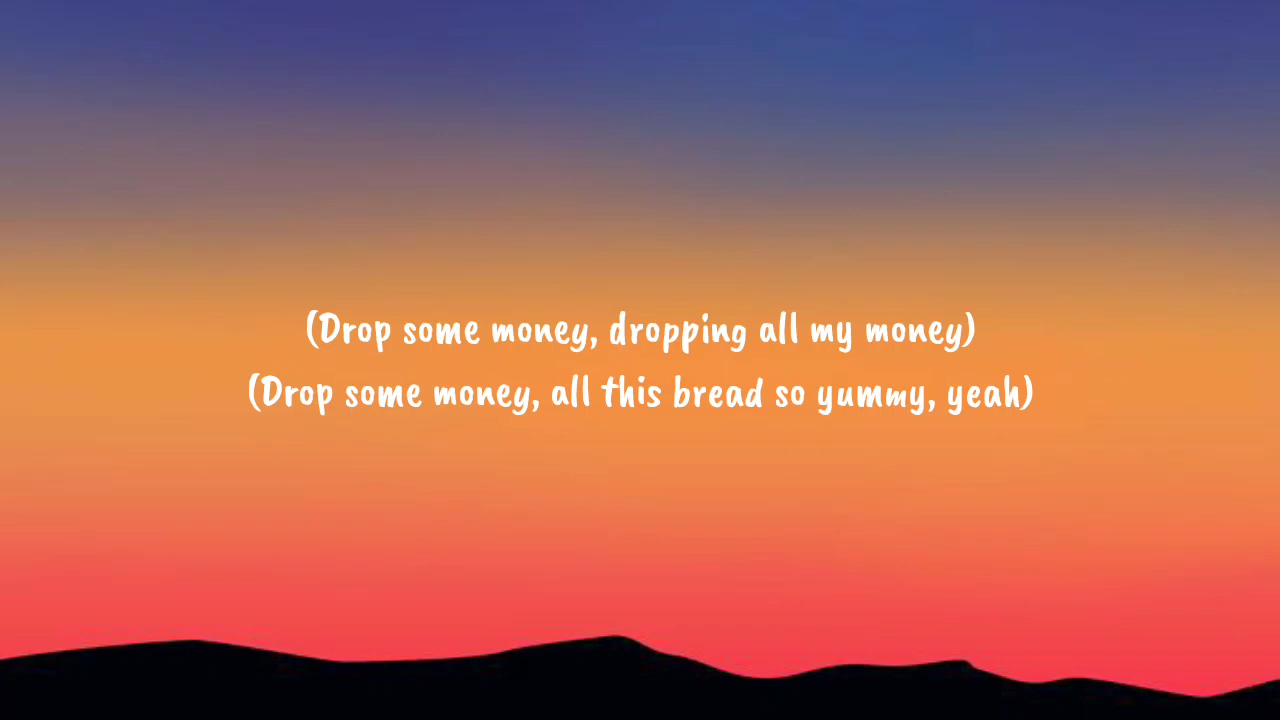 (Drop some money, dropping all my money)
(Drop some money, all this bread so yummy, yeah)